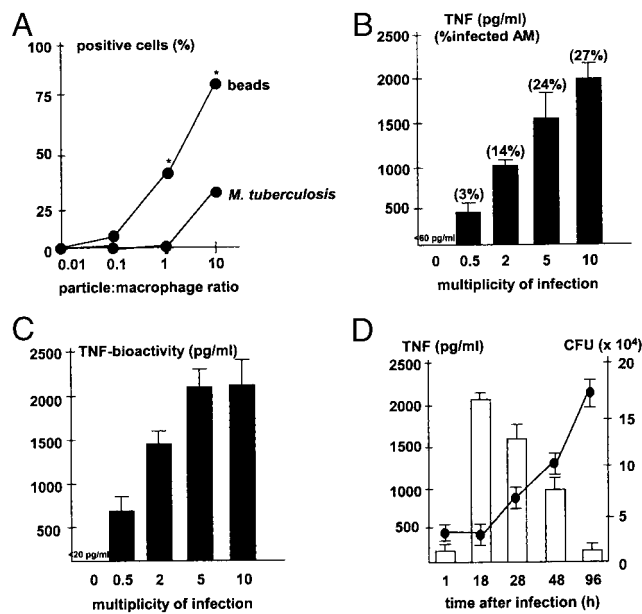 A
positive cells (%)
100
75
50
25
0
beads
M. tuberculosis
*
*
0.01 0.1 1 10
particle:macrophage ratio
B
TNF (pg/ml)
(%infected AM)
2500
2000
1500
1000
500
<60 pg/ml
(3%)
(14%)
(24%)
(27%)
0 0.5 2 5 10
multiplicity of infection
C
TNF-bioactivity (pg/ml)
2500
2000
1500
1000
500
<20 pg/ml
0 0.5 2 5 10
multiplicity of infection
D
TNF (pg/ml)
CFU (x 10⁴)
2500
2000
1500
1000
500
20
15
10
5
0
1 18 28 48 96
time after infection (h)